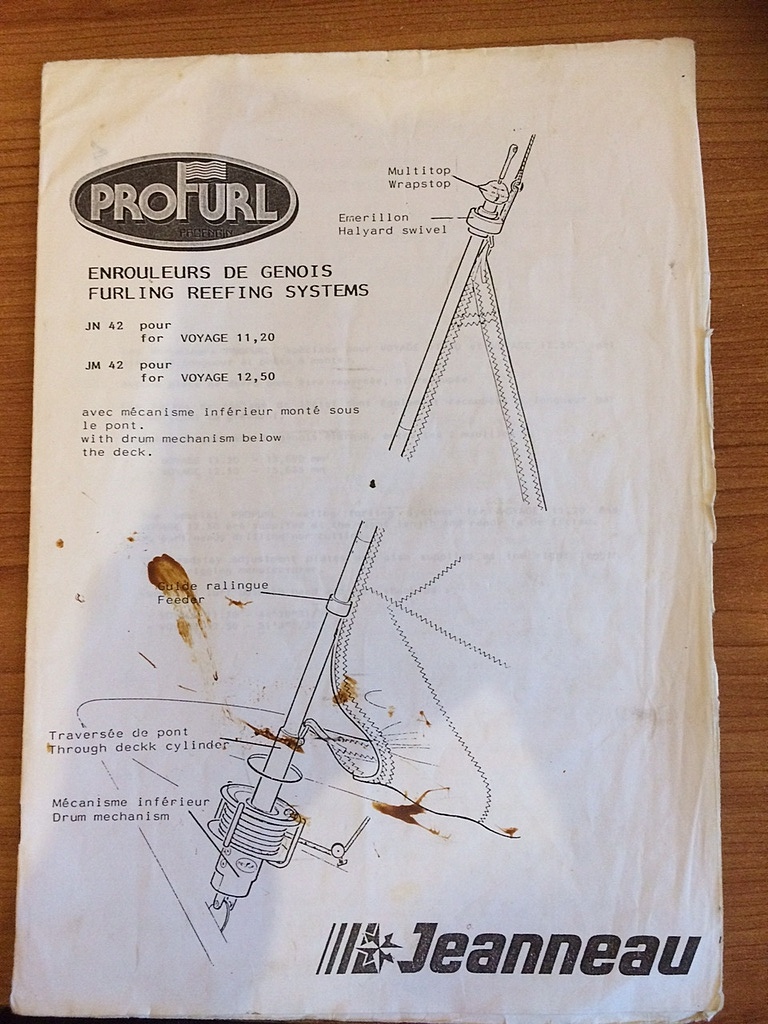 PROFURL
ENROULEURS DE GENOIS
FURLING REEFING SYSTEMS
JN 42 pour
for VOYAGE 11,20
JM 42 pour
for VOYAGE 12,50
avec mécanisme inférieur monté sous
le pont.
with drum mechanism below
the deck.
Multitop
Wrapstop
Emerillon
Halyard swivel
Guide ralingue
Feeder
Traversée de pont
Through deckk cylinder
Mécanisme inférieur
Drum mechanism
Jeanneau